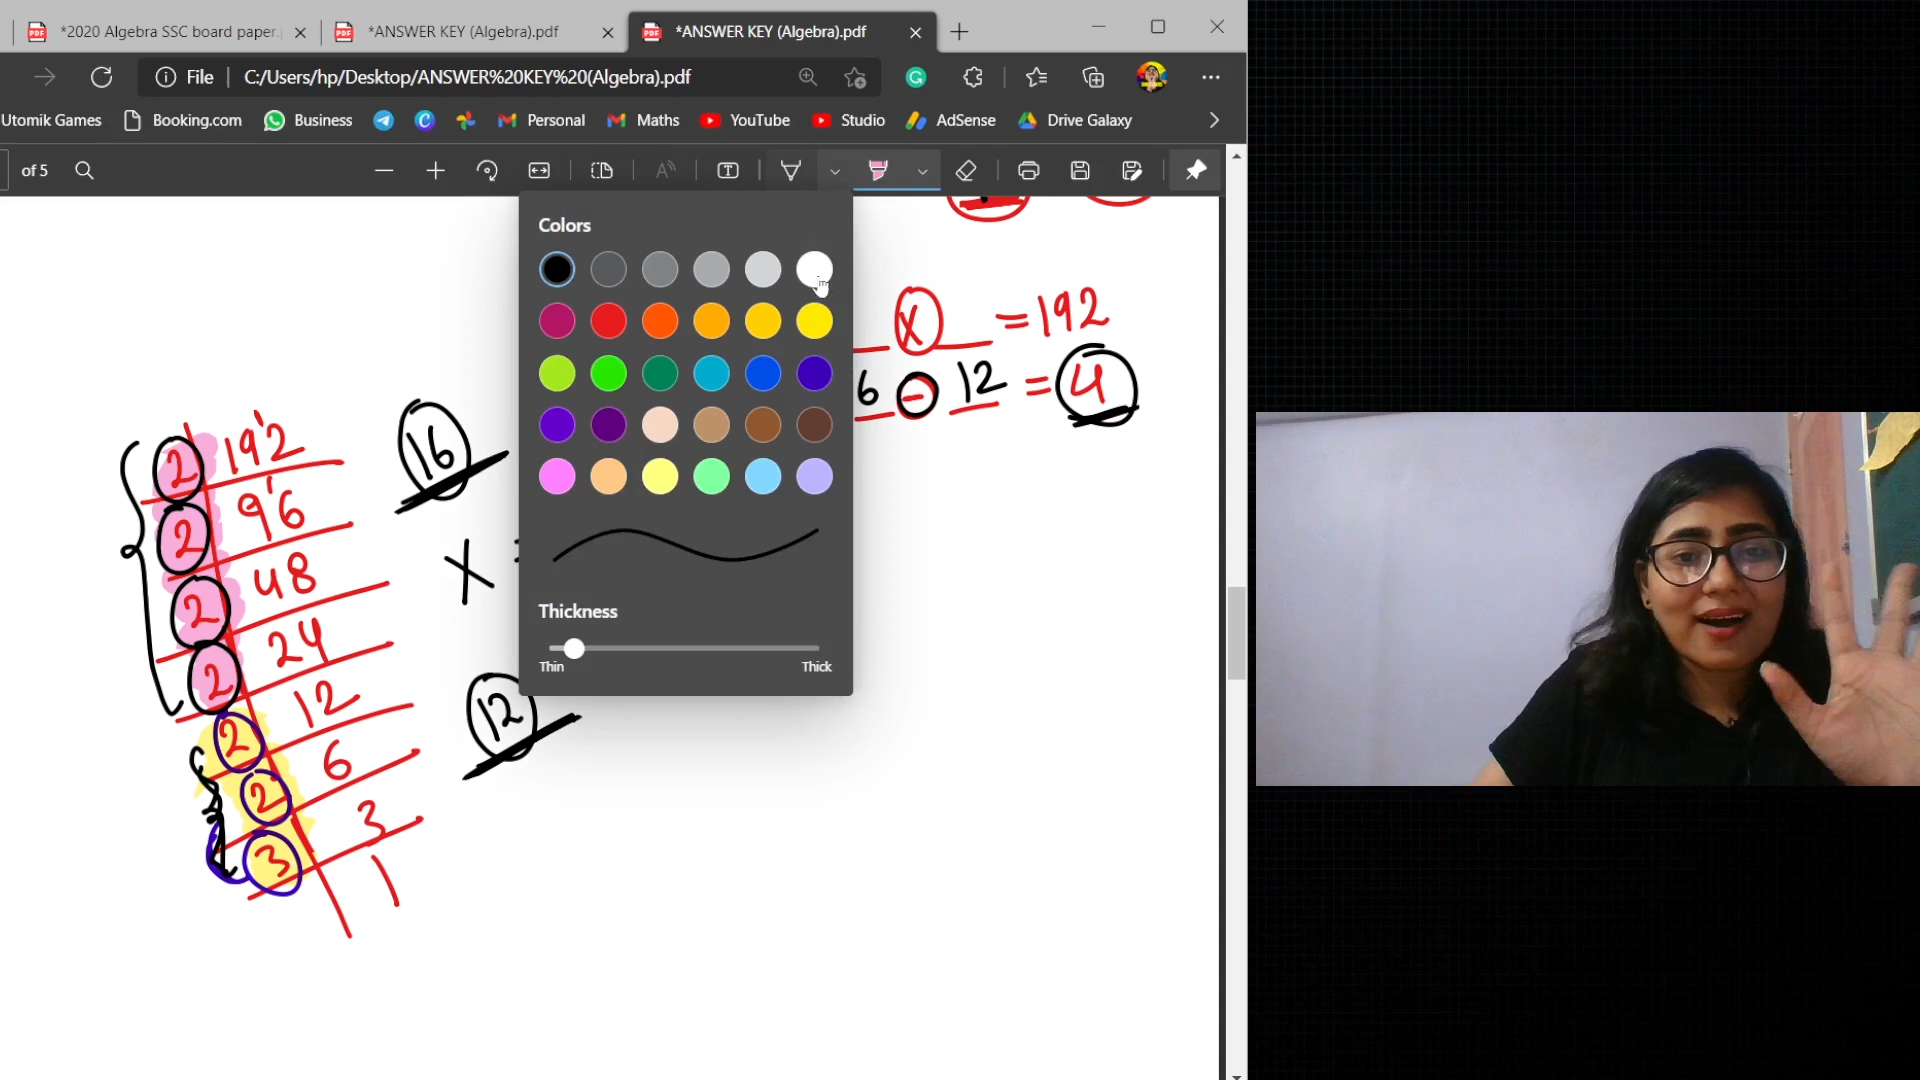 *2020 Algebra SSC board paper.
*ANSWER KEY (Algebra).pdf
*ANSWER KEY (Algebra).pdf
File
C:/Users/hp/Desktop/ANSWER%20KEY%20(Algebra).pdf
Utomik Games
Booking.com
Business
Personal
Maths
YouTube
Studio
AdSense
Drive Galaxy
of 5
Colors
Thickness
Thin
Thick
x = 192
6 - 12 = 4
2 192
2 96
2 48
2 24
2 12
2 6
3 3
1
16
x =
12